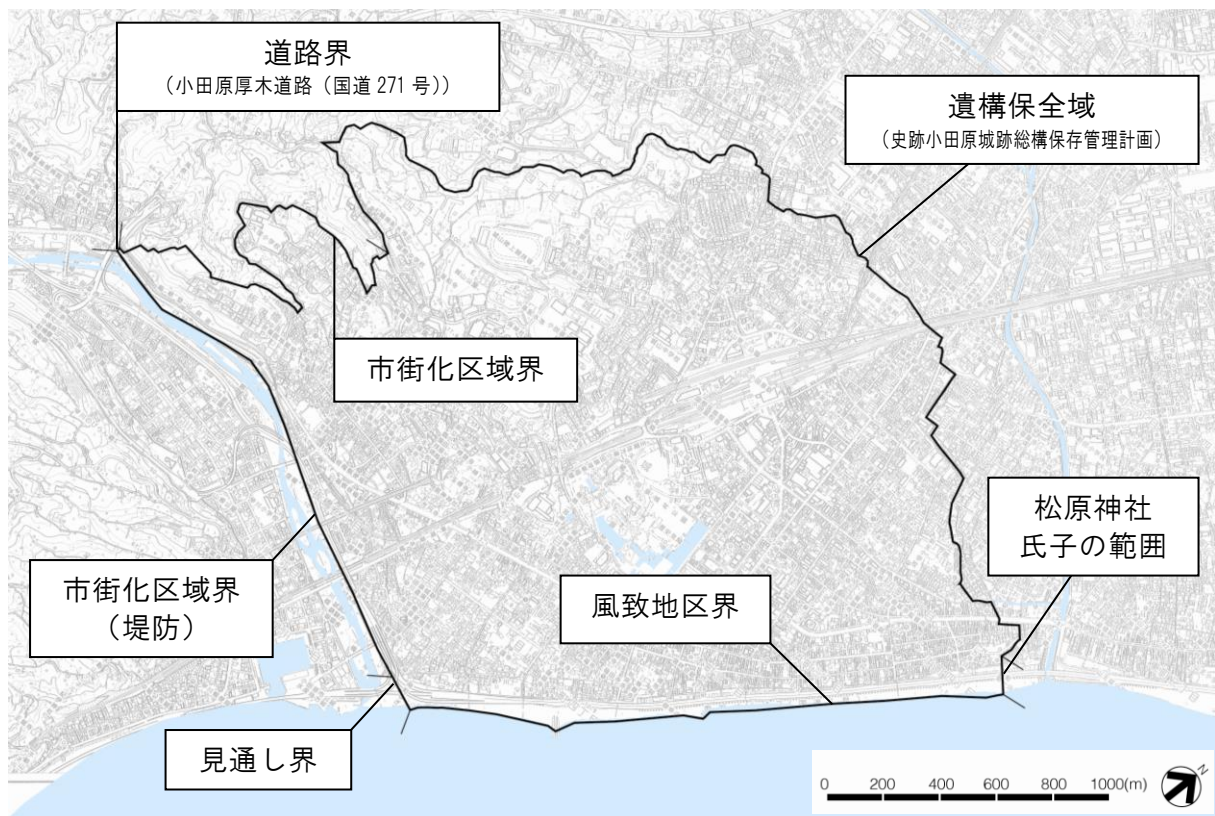 道路界
（小田原厚木道路（国道271号））
遺構保全域
（史跡小田原城跡総構保存管理計画）
市街化区域界
松原神社
氏子の範囲
市街化区域界
（堤防）
風致地区界
見通し界
0 200 400 600 800 1000(m)
N